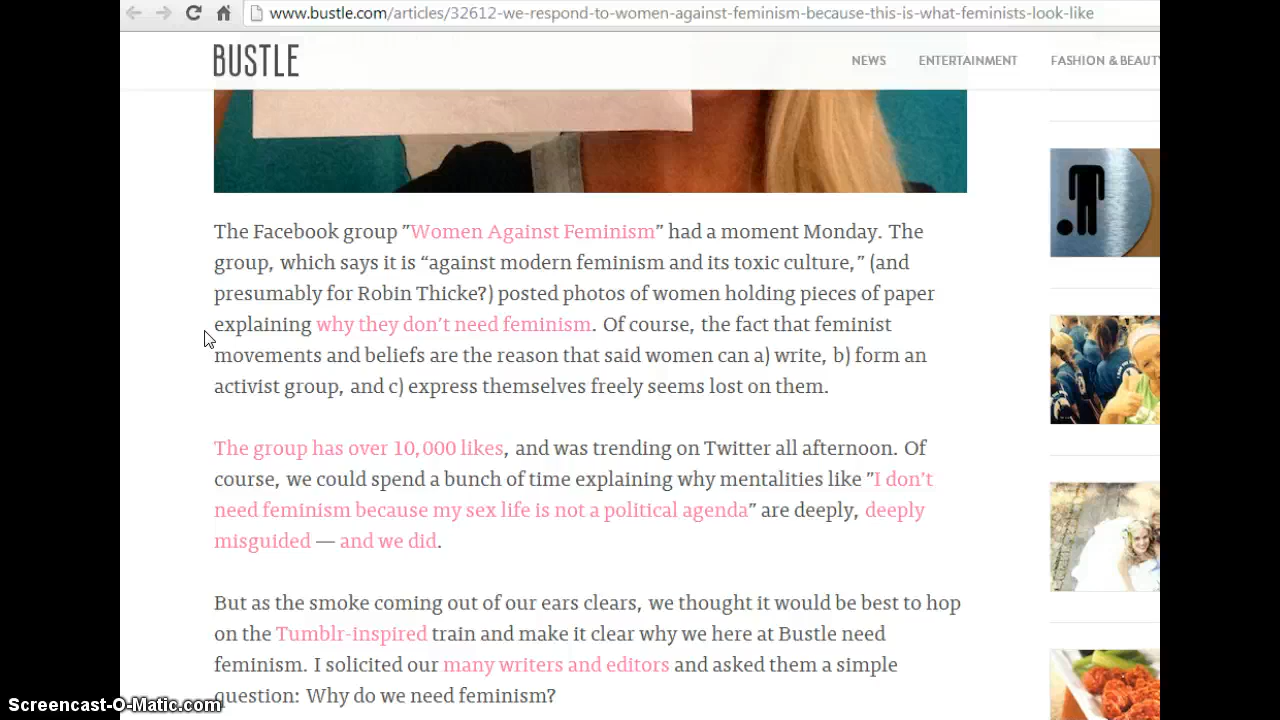 www.bustle.com/articles/32612-we-respond-to-women-against-feminism-because-this-is-what-feminists-look-like
BUSTLE
NEWS ENTERTAINMENT FASHION & BEAUTY
The Facebook group "Women Against Feminism" had a moment Monday. The
group, which says it is “against modern feminism and its toxic culture,” (and
presumably for Robin Thicke?) posted photos of women holding pieces of paper
explaining why they don’t need feminism. Of course, the fact that feminist
movements and beliefs are the reason that said women can a) write, b) form an
activist group, and c) express themselves freely seems lost on them.
The group has over 10,000 likes, and was trending on Twitter all afternoon. Of
course, we could spend a bunch of time explaining why mentalities like "I don’t
need feminism because my sex life is not a political agenda” are deeply, deeply
misguided — and we did.
But as the smoke coming out of our ears clears, we thought it would be best to hop
on the Tumblr-inspired train and make it clear why we here at Bustle need
feminism. I solicited our many writers and editors and asked them a simple
question: Why do we need feminism?
Screencast-O-Matic.com